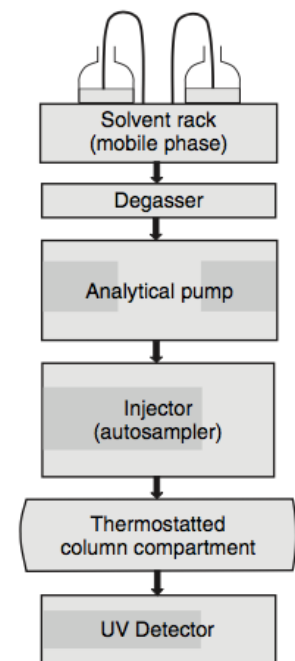 Solvent rack
(mobile phase)
Degasser
Analytical pump
Injector
(autosampler)
Thermostatted
column compartment
UV Detector